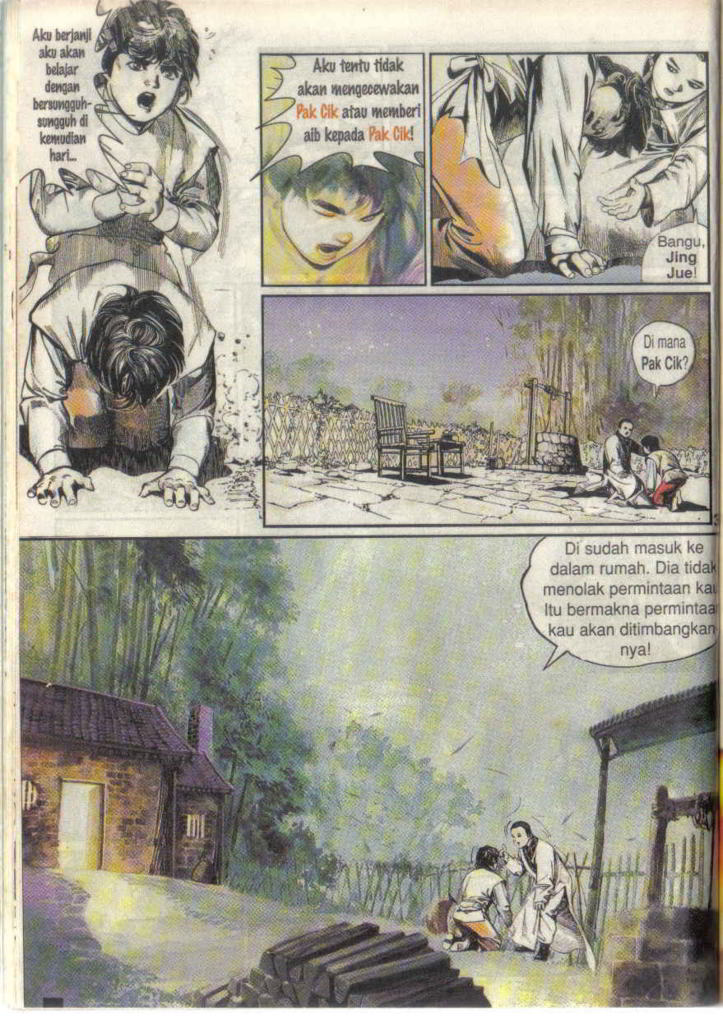 Aku berjanji
aku akan
belajar
dengan
bersungguh-
sungguh di
kemudian
hari...
Aku tentu tidak
akan mengecewakan
Pak Cik atau memberi
aib kepada Pak Cik!
Bangu,
Jing
Jue!
Di mana
Pak Cik?
Di sudah masuk ke
dalam rumah. Dia tidak
menolak permintaan
Itu bermakna
kau akan ditimbangkan
nya!